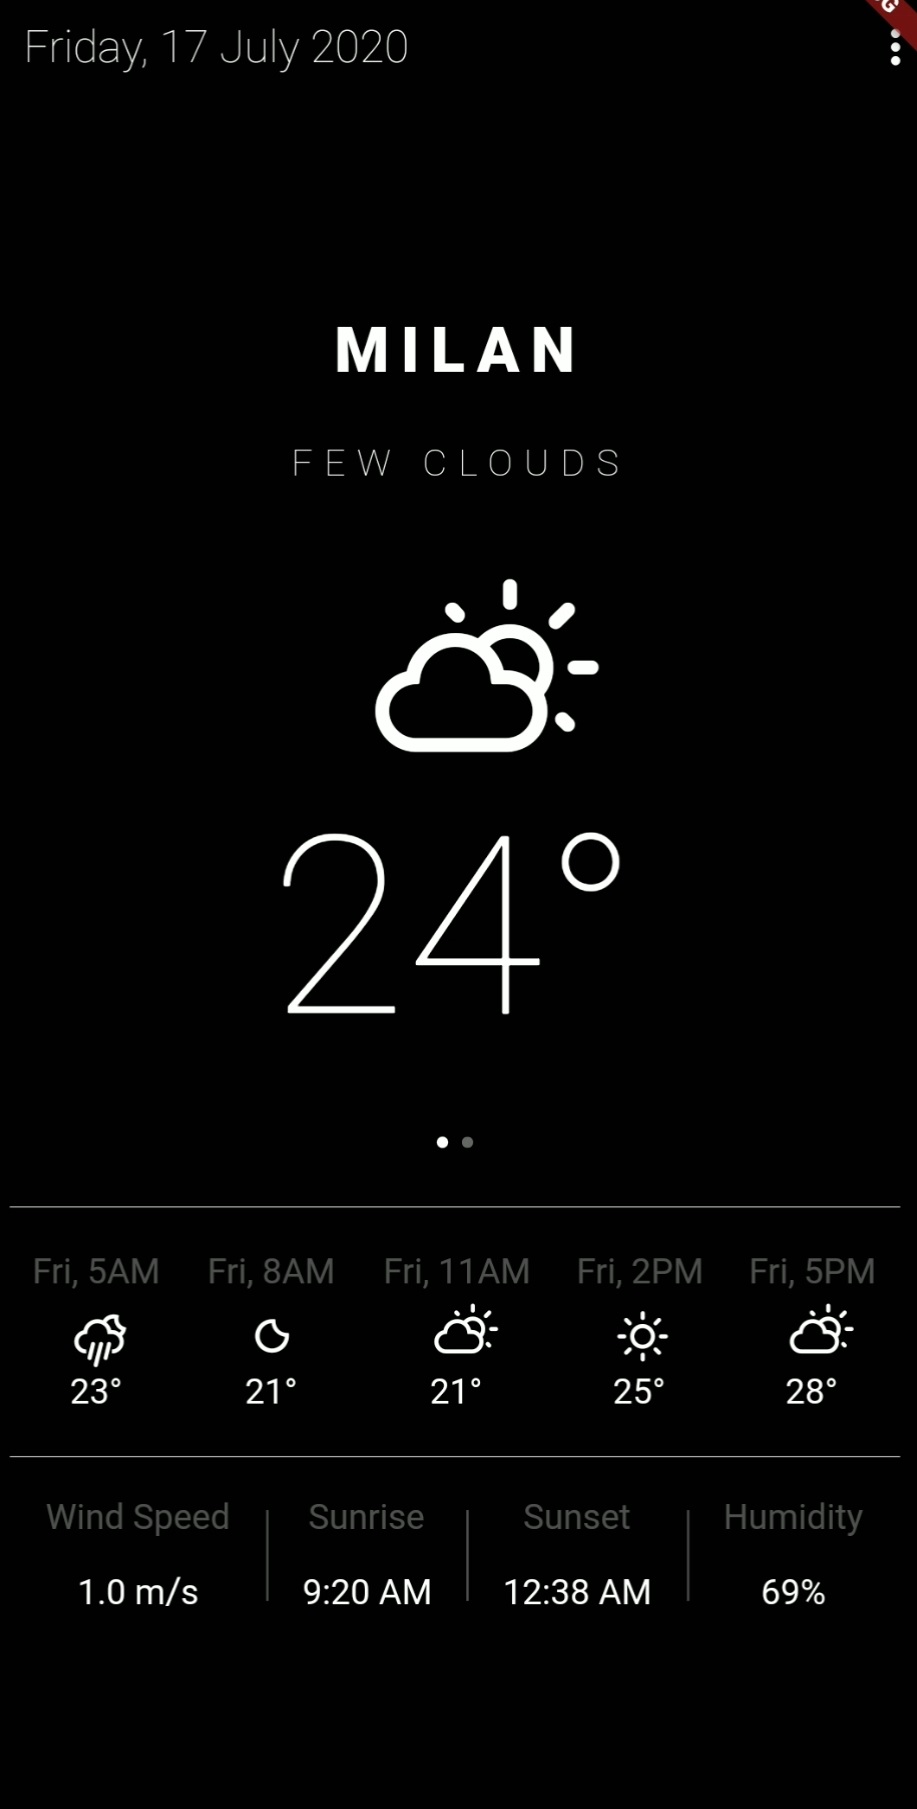 Friday, 17 July 2020
MILAN
FEW CLOUDS
24°
Fri, 5AM Fri, 8AM Fri, 11AM Fri, 2PM Fri, 5PM
23° 21° 21° 25° 28°
Wind Speed Sunrise Sunset Humidity
1.0 m/s 9:20 AM 12:38 AM 69%